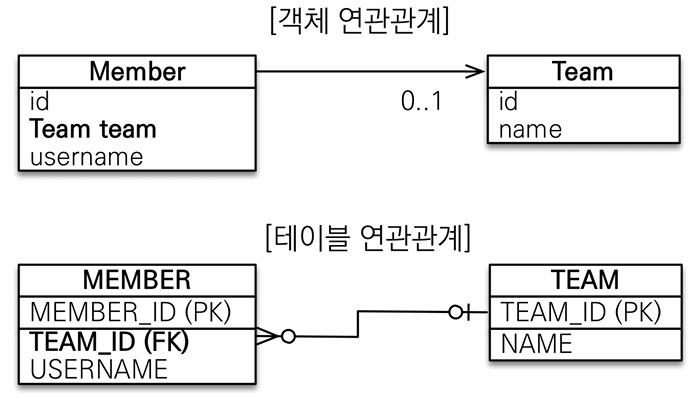 [객체 연관관계]
Member
id
Team team
username
0..1
Team
id
name
[테이블 연관관계]
MEMBER
MEMBER_ID (PK)
TEAM_ID (FK)
USERNAME
TEAM
TEAM_ID (PK)
NAME